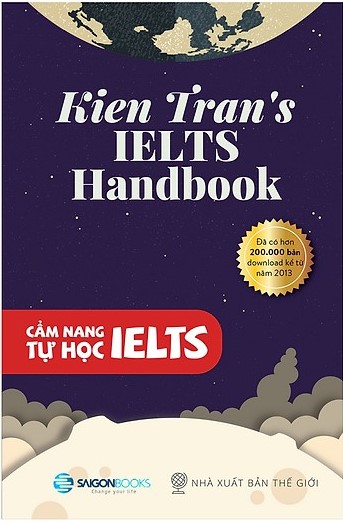 Kien Tran's
IELTS
Handbook
Đã có hơn
200.000 bản
download kể từ
năm 2013
CẨM NANG
TỰ HỌC IELTS
SAIGONBOOKS
Change your life
NHÀ XUẤT BẢN THẾ GIỚI